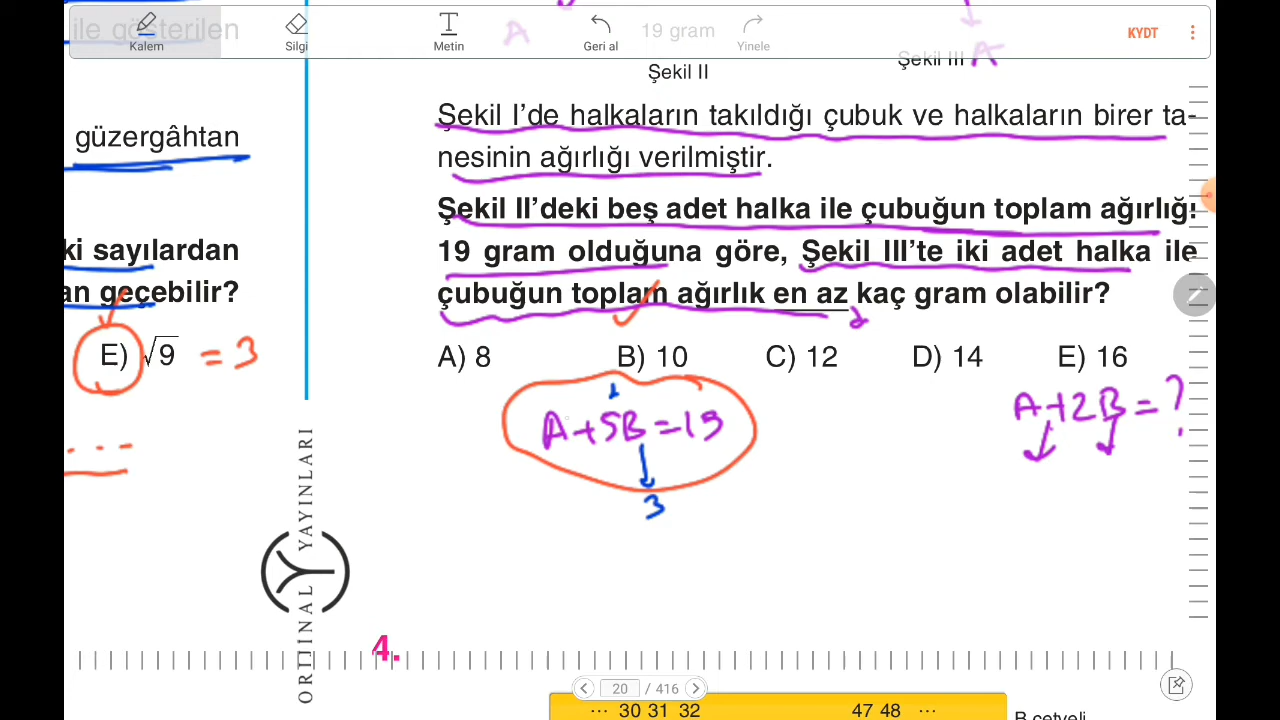 ile gösterilen
Kalem
Silgi
Metin
Geri al
19 gram
Yinele
KYDT
A
Şekil II
Şekil III A
güzergâhtan
ki sayılardan
an geçebilir?
E) √9 = 3
Şekil I'de halkaların takıldığı çubuk ve halkaların birer ta-
nesinin ağırlığı verilmiştir.
Şekil II'deki beş adet halka ile çubuğun toplam ağırlığı
19 gram olduğuna göre, Şekil III'te iki adet halka ile
çubuğun toplam ağırlık en az kaç gram olabilir?
A) 8 B) 10 C) 12 D) 14 E) 16
A+5B=19
3
A+2B=?
ORİJİNAL YAYINLARI
4.
20 / 416
... 30 31 32 47 48 ...
B cetveli